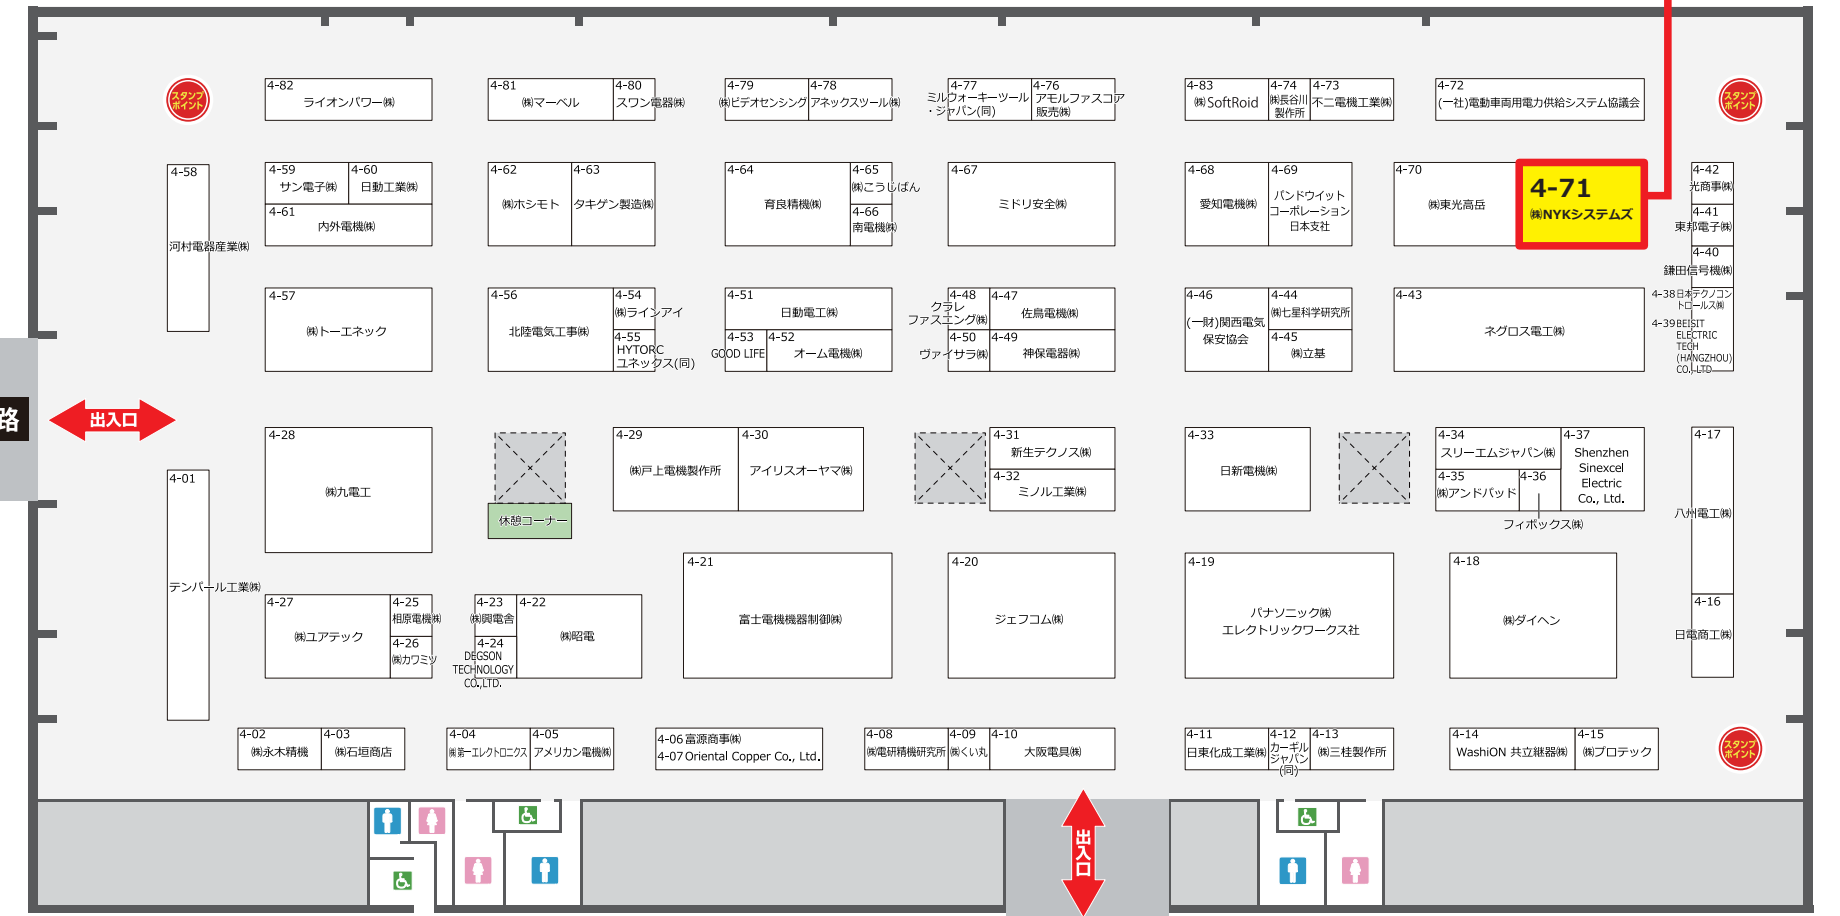 スタンプ
ポイント
4-82
ライオンパワー㈱
4-81
㈱マーベル
4-80
スワン電器㈱
4-79
㈱ビデオセンシング
4-78
アネックスツール㈱
4-77
ミルウォーキーツール
・ジャパン(同)
4-76
アモルファスコア
販売㈱
4-83
㈱SoftRoid
4-74
㈱長谷川
製作所
4-73
不二電機工業㈱
4-72
(一社)電動車両用電力供給システム協議会
スタンプ
ポイント
4-58
河村電器産業㈱
4-59
サン電子㈱
4-60
日動工業㈱
4-61
内外電機㈱
4-62
㈱ホシモト
4-63
タキゲン製造㈱
4-64
育良精機㈱
4-65
㈱こうじばん
4-66
南電機㈱
4-67
ミドリ安全㈱
4-68
愛知電機㈱
4-69
パンドウイット
コーポレーション
日本支社
4-70
㈱東光高岳
4-71
㈱NYKシステムズ
4-42
光商事㈱
4-41
東邦電子㈱
4-40
鎌田信号機㈱
4-38日本テクノコン
トロールス㈱
4-39BEISIT
ELECTRIC
TECH
(HANGZHOU)
CO.,LTD
4-57
㈱トーエネック
4-56
北陸電気工事㈱
4-54
㈱ラインアイ
4-55
HYTORC
ユネックス(同)
4-51
日動電工㈱
4-53
GOOD LIFE
4-52
オーム電機㈱
4-48
クラレ
ファスニング㈱
4-47
佐鳥電機㈱
4-50
ヴァイサラ㈱
4-49
神保電器㈱
4-46
(一財)関西電気
保安協会
4-44
㈱七星科学研究所
4-45
㈱立基
4-43
ネグロス電工㈱
路
出入口
4-28
㈱九電工
休憩コーナー
4-29
㈱戸上電機製作所
4-30
アイリスオーヤマ㈱
4-31
新生テクノス㈱
4-32
ミノル工業㈱
4-33
日新電機㈱
4-34
スリーエムジャパン㈱
4-35
㈱アンドパッド
4-36
フィボックス㈱
4-37
Shenzhen
Sinexcel
Electric
Co., Ltd.
4-17
八州電工㈱
4-01
テンパール工業㈱
4-27
㈱ユアテック
4-25
相原電機㈱
4-26
㈱カワミツ
4-23
㈱興電舎
4-24
DEGSON
TECHNOLOGY
CO.,LTD.
4-22
㈱昭電
4-21
富士電機機器制御㈱
4-20
ジェフコム㈱
4-19
パナソニック㈱
エレクトリックワークス社
4-18
㈱ダイヘン
4-16
日電商工㈱
4-02
㈱永木精機
4-03
㈱石垣商店
4-04
㈱第一エレクトロニクス
4-05
アメリカン電機㈱
4-06富源商事㈱
4-07Oriental Copper Co., Ltd.
4-08
㈱電研精機研究所
4-09
㈱くい丸
4-10
大阪電具㈱
4-11
日東化成工業㈱
4-12
カーギル
ジャパン
(同)
4-13
㈱三桂製作所
4-14
WashiON 共立継器㈱
4-15
㈱プロテック
スタンプ
ポイント
出入口